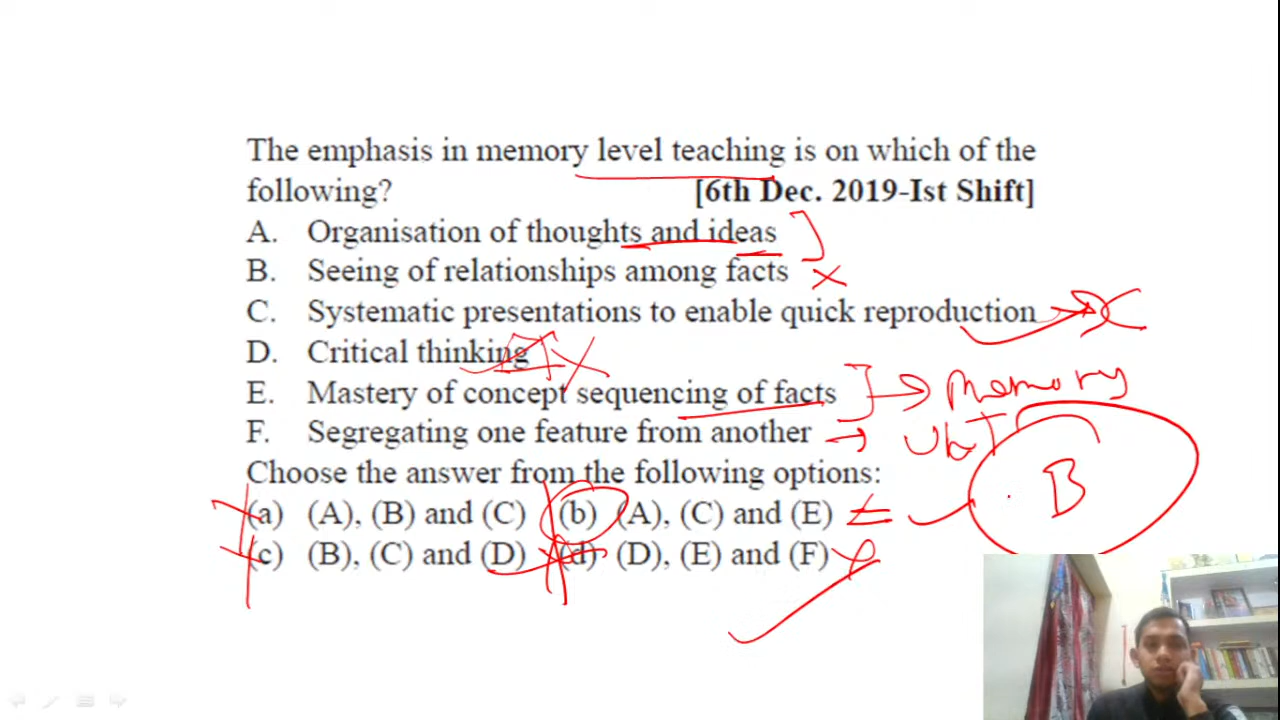 The emphasis in memory level teaching is on which of the
following? [6th Dec. 2019-Ist Shift]
A. Organisation of thoughts and ideas
B. Seeing of relationships among facts
C. Systematic presentations to enable quick reproduction
D. Critical thinking
E. Mastery of concept sequencing of facts
Memory
F. Segregating one feature from another
B
Choose the answer from the following options:
(a) (A), (B) and (C) (b) (A), (C) and (E)
(c) (B), (C) and (D) (d) (D), (E) and (F)